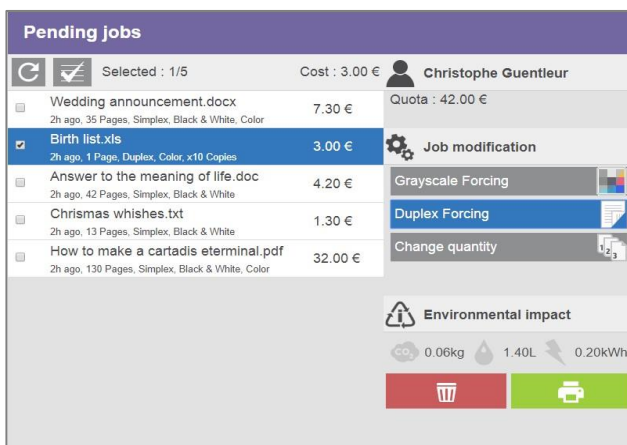 Pending jobs
Selected : 1/5
Cost : 3.00 €
Wedding announcement.docx
2h ago, 35 Pages, Simplex, Black & White, Color
7.30 €
Birth list.xls
2h ago, 1 Page, Duplex, Color, x10 Copies
3.00 €
Answer to the meaning of life.doc
2h ago, 42 Pages, Simplex, Black & White
4.20 €
Chrismas whishes.txt
2h ago, 13 Pages, Simplex, Black & White
1.30 €
How to make a cartadis eterminal.pdf
2h ago, 130 Pages, Simplex, Black & White, Color
32.00 €
Christophe Guentleur
Quota : 42.00 €
Job modification
Grayscale Forcing
Duplex Forcing
Change quantity
1 2 3
Environmental impact
CO2 0.06kg
1.40L
0.20kWh